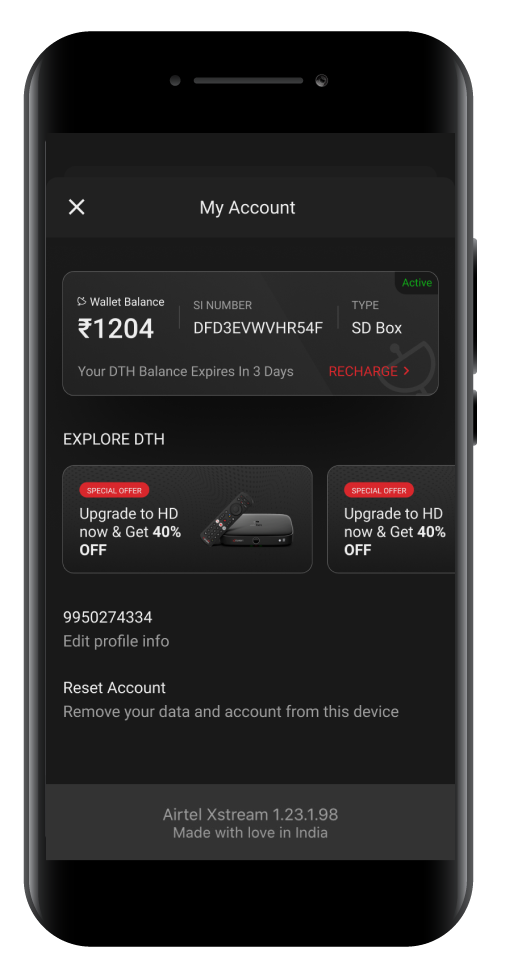 My Account
Active
Wallet Balance
₹1204
SI NUMBER
DFD3EVWVHR54F
TYPE
SD Box
Your DTH Balance Expires In 3 Days
RECHARGE >
EXPLORE DTH
SPECIAL OFFER
Upgrade to HD
now & Get 40%
OFF
SPECIAL OFFER
Upgrade to HD
now & Get 40%
OFF
9950274334
Edit profile info
Reset Account
Remove your data and account from this device
Airtel Xstream 1.23.1.98
Made with love in India